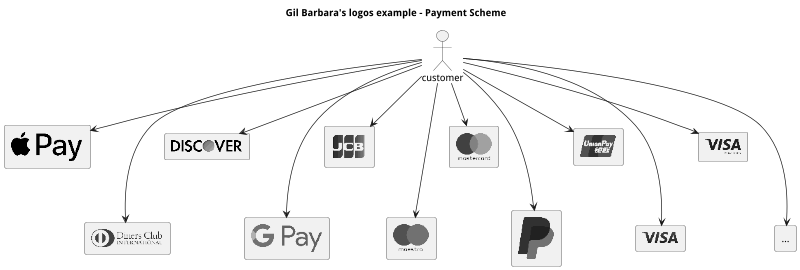 Gil Barbara's logos example - Payment Scheme
customer
Pay
DISCOVER
JCB
mastercard
UnionPay
银联
VISA
Diners Club
INTERNATIONAL
G Pay
maestro
VISA
...